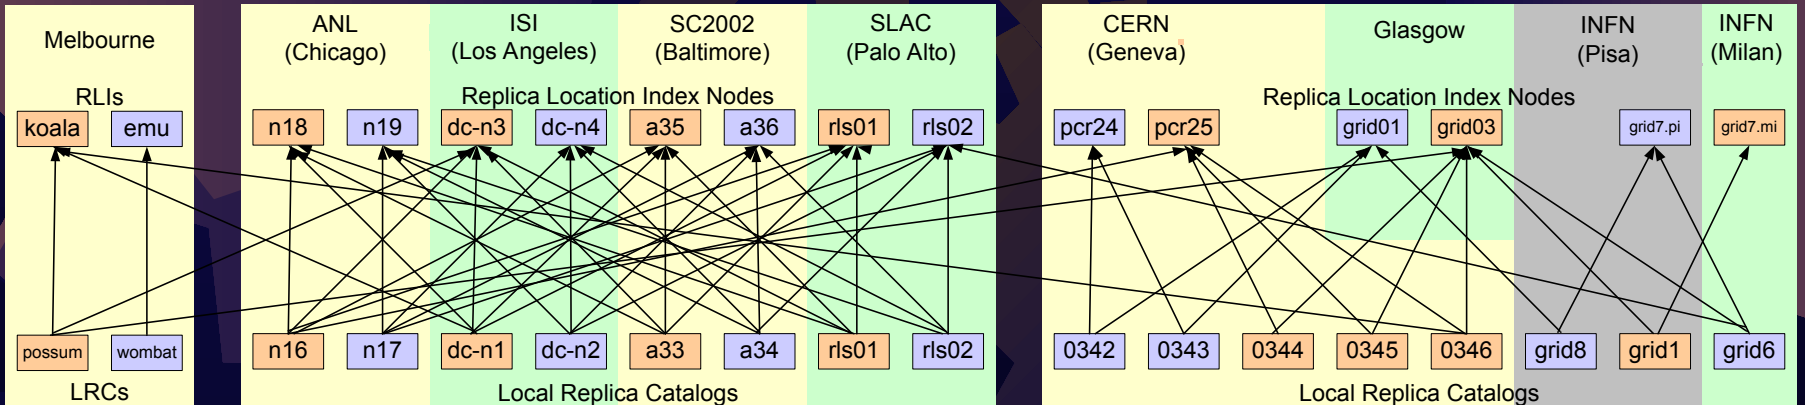 Melbourne
RLIs
koala emu
possum wombat
LRCs
ANL ISI SC2002 SLAC
(Chicago) (Los Angeles) (Baltimore) (Palo Alto)
Replica Location Index Nodes
n18 n19 dc-n3 dc-n4 a35 a36 rls01 rls02
n16 n17 dc-n1 dc-n2 a33 a34 rls01 rls02
Local Replica Catalogs
CERN Glasgow INFN INFN
(Geneva) (Pisa) (Milan)
Replica Location Index Nodes
pcr24 pcr25 grid01 grid03 grid7.pi grid7.mi
0342 0343 0344 0345 0346 grid8 grid1 grid6
Local Replica Catalogs